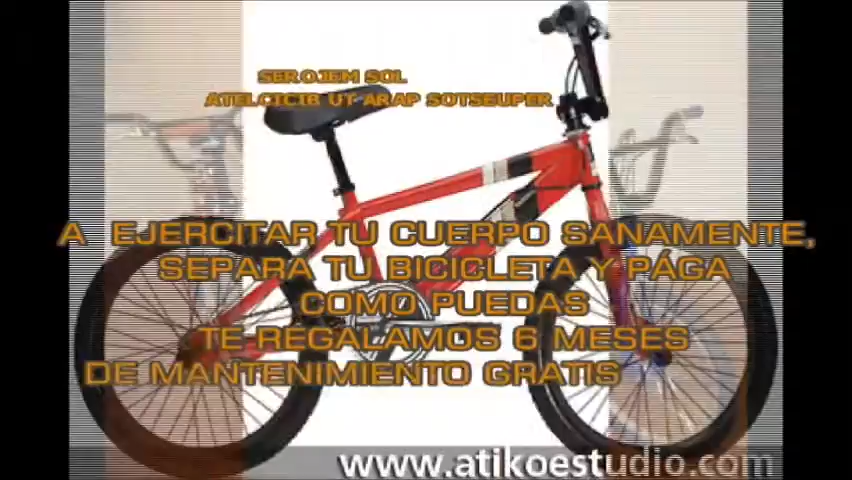 SEROJEM SOL
ATELCICIB UT ARAP SOTSEUPER
A EJERCITAR TU CUERPO SANAMENTE,
SEPARA TU BICICLETA Y PÁGA
COMO PUEDAS
TE REGALAMOS 6 MESES
DE MANTENIMIENTO GRATIS
www.atikoestudio.com